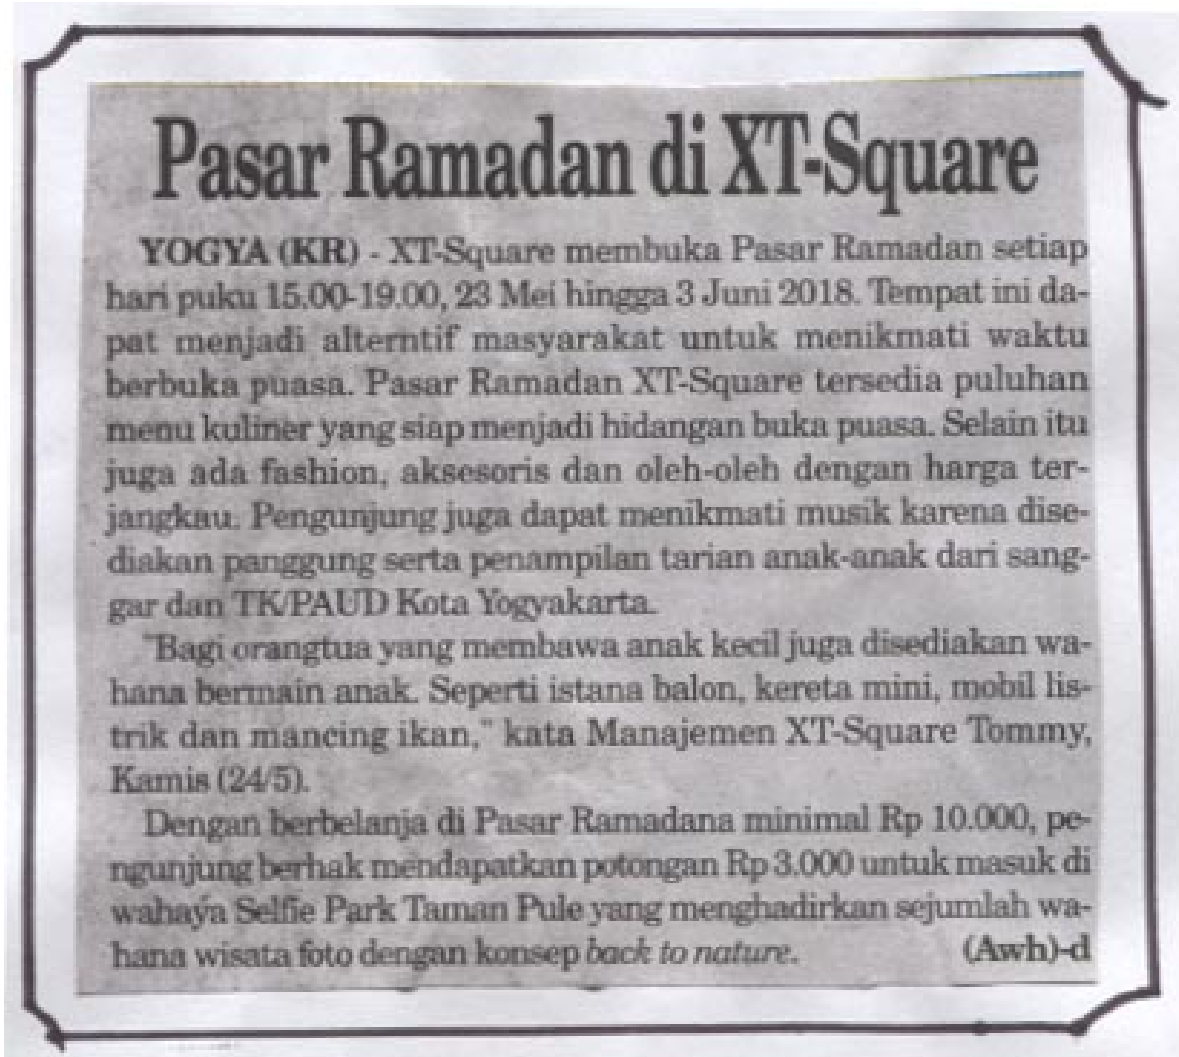 Pasar Ramadan di XT-Square
YOGYA (KR) - XT-Square membuka Pasar Ramadan setiap
hari puku 15.00-19.00, 23 Mei hingga 3 Juni 2018. Tempat ini da-
pat menjadi alterntif masyarakat untuk menikmati waktu
berbuka puasa. Pasar Ramadan XT-Square tersedia puluhan
menu kuliner yang siap menjadi hidangan buka puasa. Selain itu
juga ada fashion, aksesoris dan oleh-oleh dengan harga ter-
jangkau. Pengunjung juga dapat menikmati musik karena dise-
diakan panggung serta penampilan tarian anak-anak dari sang-
gar dan TK/PAUD Kota Yogyakarta.
"Bagi orangtua yang membawa anak kecil juga disediakan wa-
hana bermain anak. Seperti istana balon, kereta mini, mobil lis-
trik dan mancing ikan," kata Manajemen XT-Square Tommy,
Kamis (24/5).
Dengan berbelanja di Pasar Ramadana minimal Rp 10.000, pe-
ngunjung berhak mendapatkan potongan Rp 3.000 untuk masuk di
wahaya Selfie Park Taman Pule yang menghadirkan sejumlah wa-
hana wisata foto dengan konsep back to nature. (Awh)-d